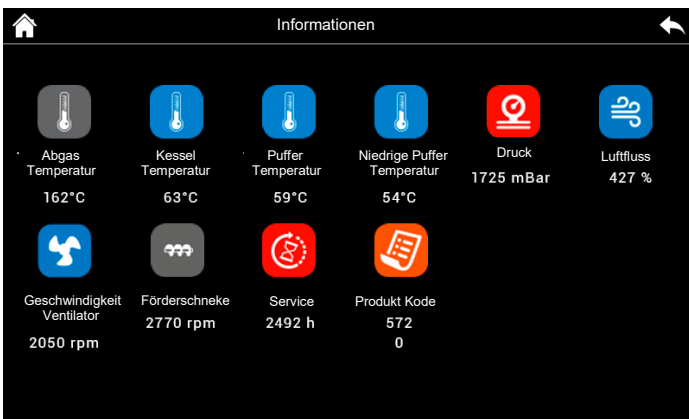 Informationen
Abgas
Temperatur
162°C
Kessel
Temperatur
63°C
Puffer
Temperatur
59°C
Niedrige Puffer
Temperatur
54°C
Druck
1725 mBar
Luftfluss
427 %
Geschwindigkeit
Ventilator
2050 rpm
Förderschneke
2770 rpm
Service
2492 h
Produkt Kode
572
0